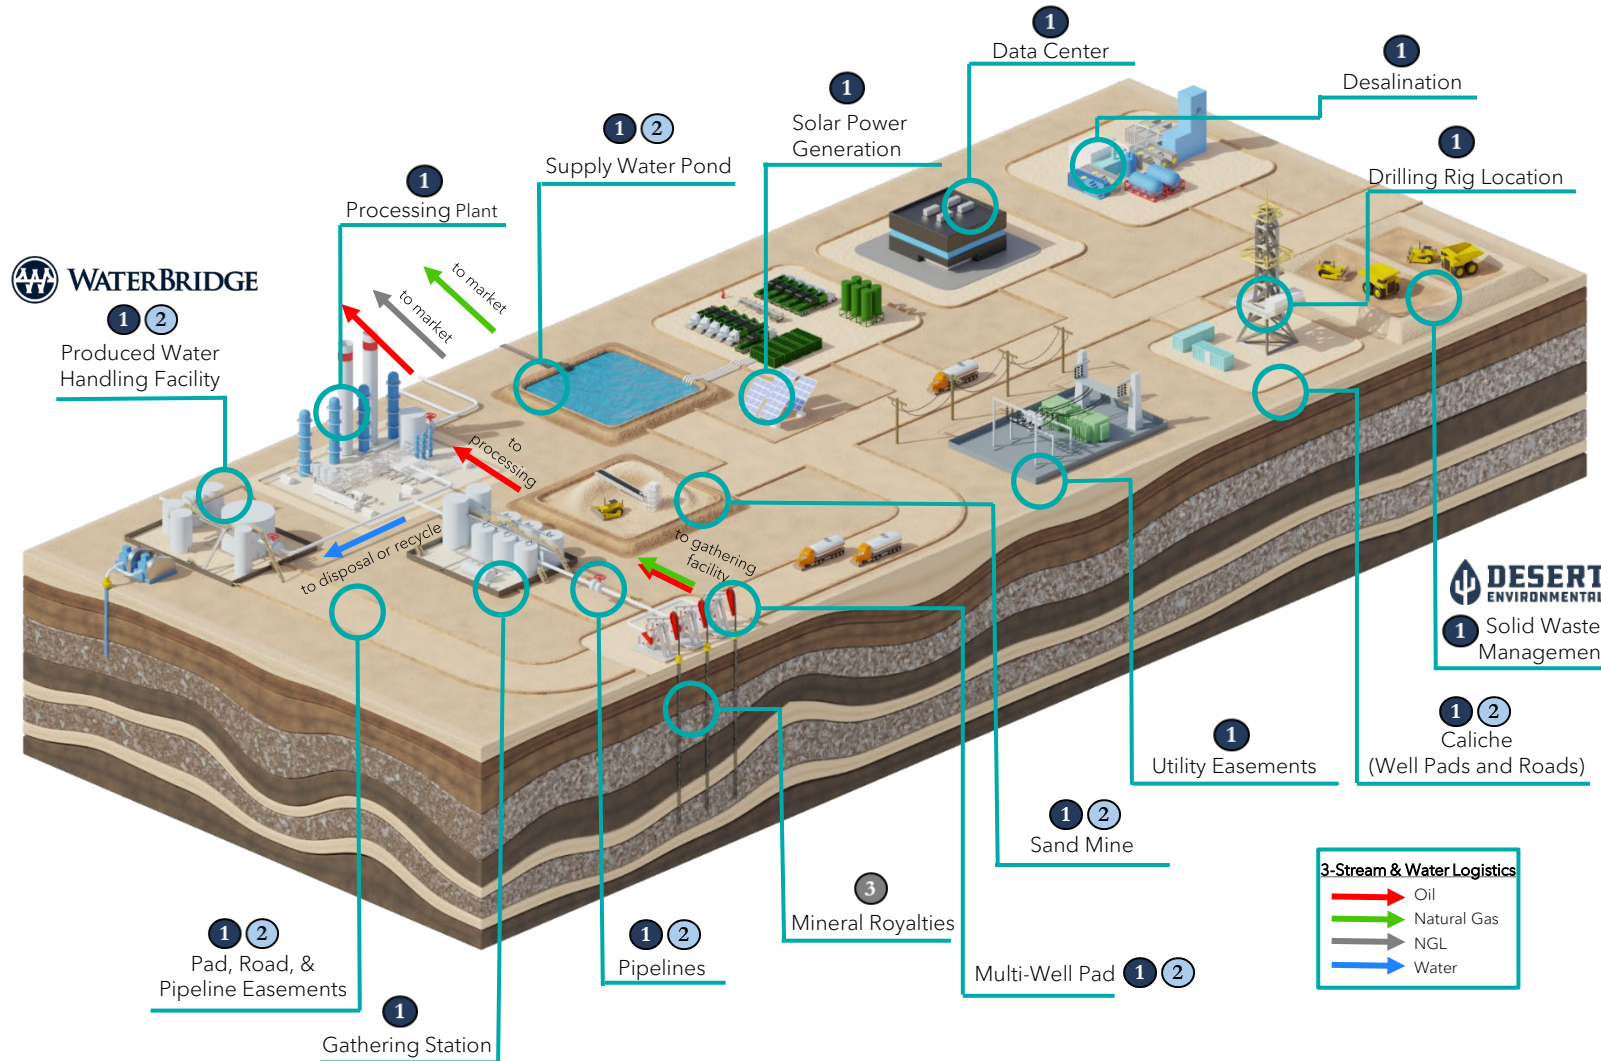 1
Data Center
1
Desalination
1
Solar Power
Generation
1 2
Supply Water Pond
1
Drilling Rig Location
1
Processing Plant
WATERBRIDGE
1 2
Produced Water
Handling Facility
to market
to market
to
processing
to disposal or recycle
to gathering
facility
DESERT
ENVIRONMENTAL
1 Solid Waste
Managemen
1 2
Caliche
(Well Pads and Roads)
1
Utility Easements
1 2
Sand Mine
3
Mineral Royalties
1 2
Pad, Road, &
Pipeline Easements
1 2
Pipelines
Multi-Well Pad 1 2
1
Gathering Station
3-Stream & Water Logistics
Oil
Natural Gas
NGL
Water